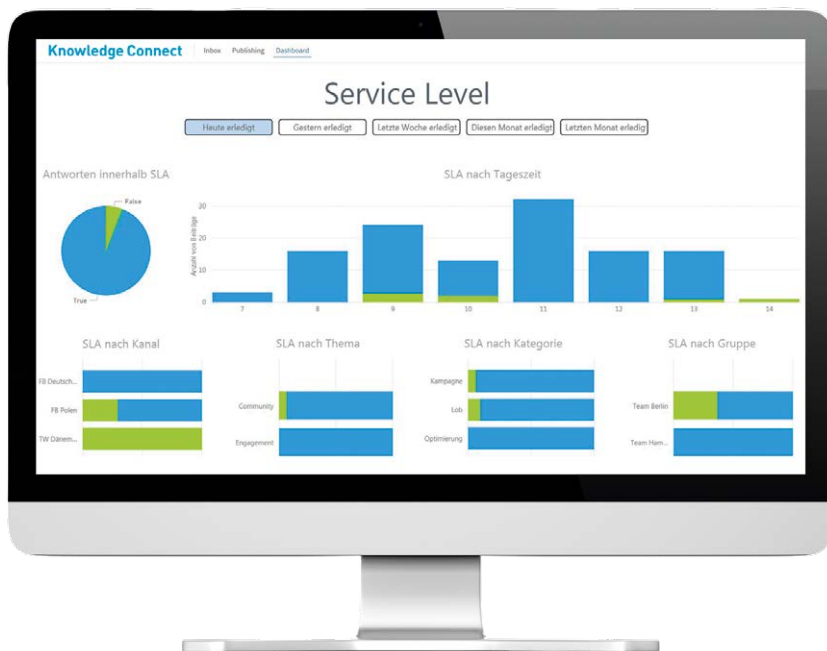 Knowledge Connect Inbox Publishing Dashboard
Service Level
Heute erledigt Gestern erledigt Letzte Woche erledigt Diesen Monat erledigt Letzten Monat erledig
Antworten innerhalb SLA
False
True
SLA nach Tageszeit
Anzahl von Beiträge
30
20
10
0
7 8 9 10 11 12 13 14
SLA nach Kanal
FB Deutsch...
FB Polen
TW Dänem...
SLA nach Thema
Community
Engagement
SLA nach Kategorie
Kampagne
Lob
Optimierung
SLA nach Gruppe
Team Berlin
Team Ham...